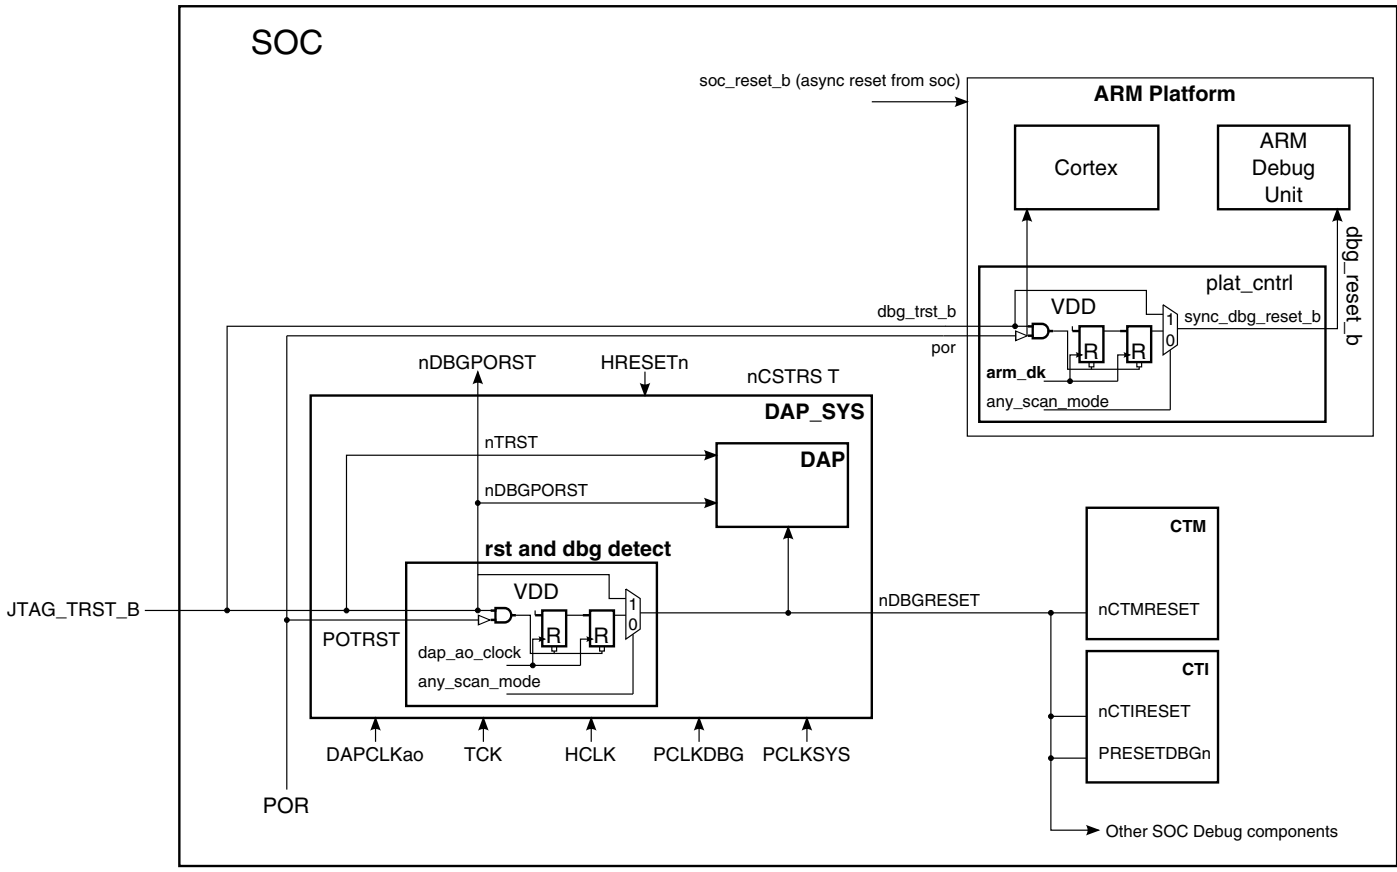 SOC
soc_reset_b (async reset from soc)
ARM Platform
Cortex
ARM
Debug
Unit
dbg_reset_b
plat_cntrl
dbg_trst_b
VDD
1
sync_dbg_reset_b
0
por
R
R
arm_dk
any_scan_mode
nDBGPORST
HRESETn
nCSTRS T
DAP_SYS
nTRST
DAP
nDBGPORST
rst and dbg detect
VDD
1
0
R
R
JTAG_TRST_B
POTRST
dap_ao_clock
any_scan_mode
nDBGRESET
CTM
nCTMRESET
CTI
nCTIRESET
PRESETDBGn
DAPCLKao
TCK
HCLK
PCLKDBG
PCLKSYS
POR
Other SOC Debug components